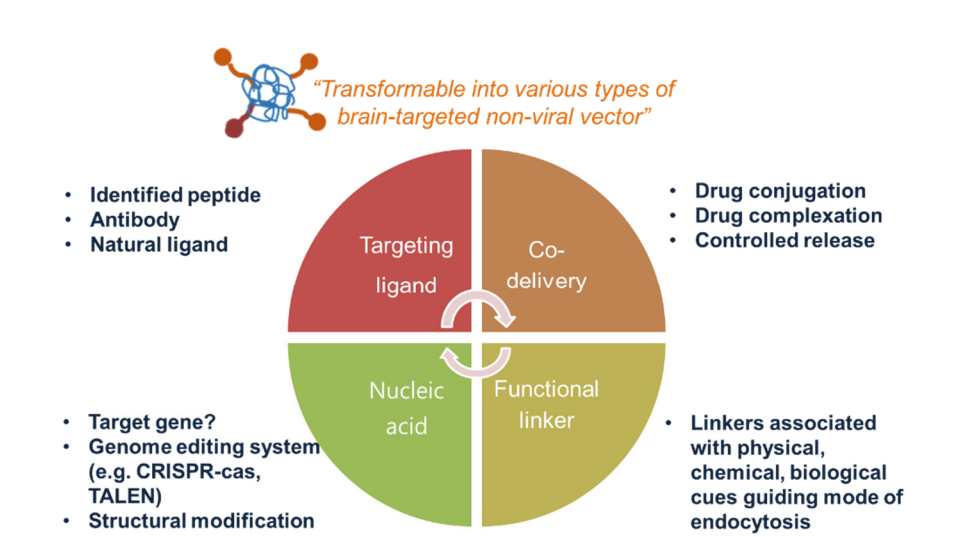 “Transformable into various types of
brain-targeted non-viral vector”
• Identified peptide
• Antibody
• Natural ligand
• Drug conjugation
• Drug complexation
• Controlled release
Targeting
ligand
Co-
delivery
Nucleic
acid
Functional
linker
• Target gene?
• Genome editing system
(e.g. CRISPR-cas,
TALEN)
• Structural modification
• Linkers associated
with physical,
chemical, biological
cues guiding mode of
endocytosis